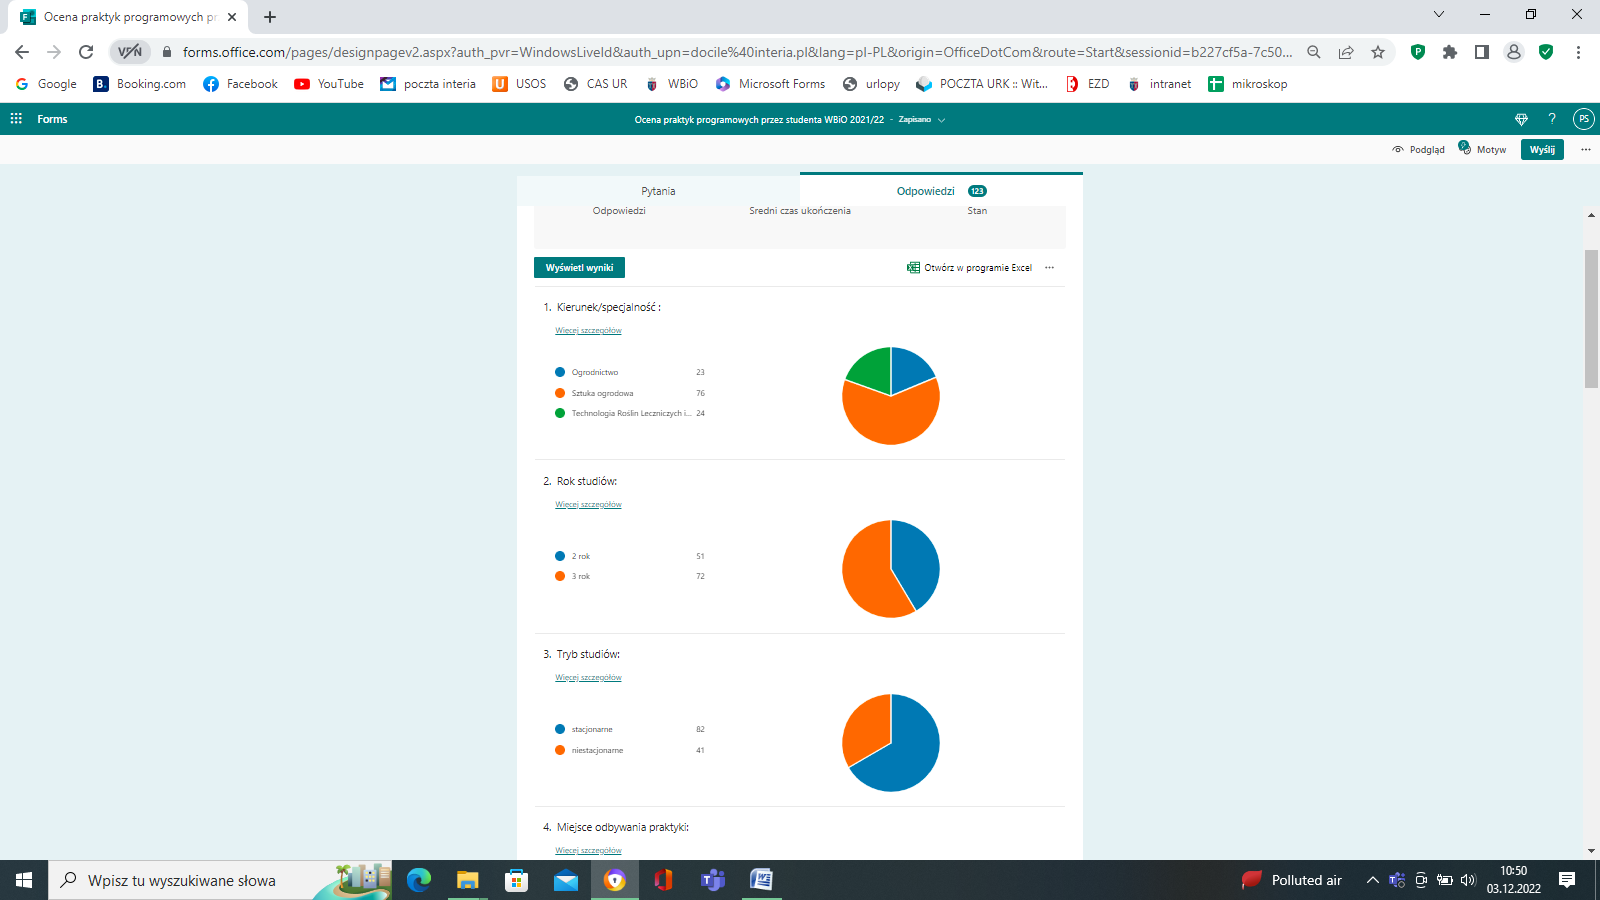 Ocena praktyk programowych pr
VPN
forms.office.com/pages/designpagev2.aspx?auth_pvr=WindowsLiveId&auth_upn=docile%40interia.pl&lang=pl-PL&origin=OfficeDotCom&route=Start&sessionid=b227cf5a-7c50...
Google Booking.com Facebook YouTube poczta interia USOS CAS UR WBiO Microsoft Forms urlopy POCZTA URK :: Wit... EZD intranet mikroskop
Forms Ocena praktyk programowych przez studenta WBiO 2021/22 - Zapisano ? PS
Podgląd Motyw Wyślij ...
Pytania Odpowiedzi 123
Odpowiedzi Średni czas ukończenia Stan
Wyświetl wyniki Otwórz w programie Excel ...
1. Kierunek/specjalność :
Więcej szczegółów
Ogrodnictwo 23
Sztuka ogrodowa 76
Technologia Roślin Leczniczych i... 24
2. Rok studiów:
Więcej szczegółów
2 rok 51
3 rok 72
3. Tryb studiów:
Więcej szczegółów
stacjonarne 82
niestacjonarne 41
4. Miejsce odbywania praktyki:
Więcej szczegółów
Wpisz tu wyszukiwane słowa
Polluted air
10:50
03.12.2022